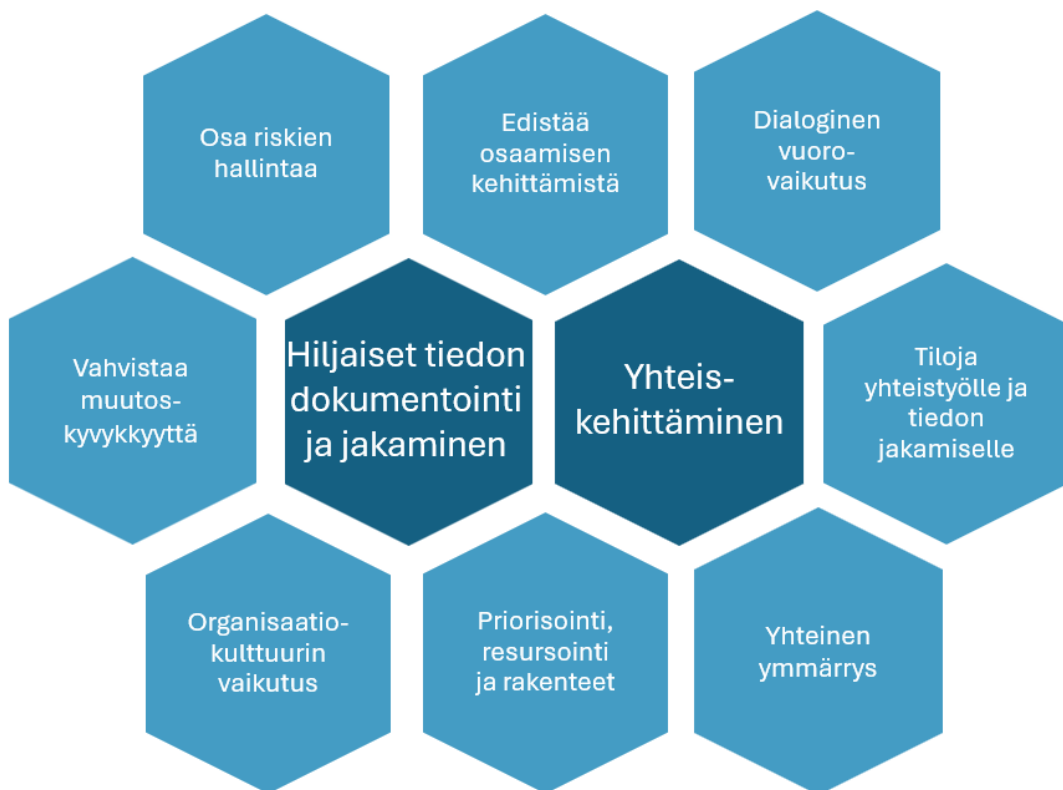 Osa riskien
hallintaa
Edistää
osaamisen
kehittämistä
Dialoginen
vuoro-
vaikutus
Vahvistaa
muutos-
kyvykkyyttä
Hiljaiset tiedon
dokumentointi
ja jakaminen
Yhteis-
kehittäminen
Tiloja
yhteistyölle ja
tiedon
jakamiselle
Organisaatio-
kulttuurin
vaikutus
Priorisointi,
resursointi
ja rakenteet
Yhteinen
ymmärrys